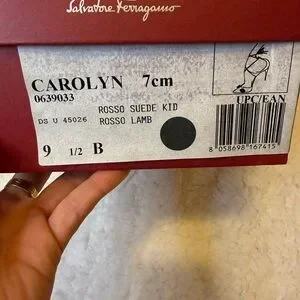 Salvatore Ferragamo
CAROLYN 7cm
0639033
UPC/EAN
ROSSO SUEDE KID
DS U 45026 ROSSO LAMB
9 1/2 B
8 058698 167415